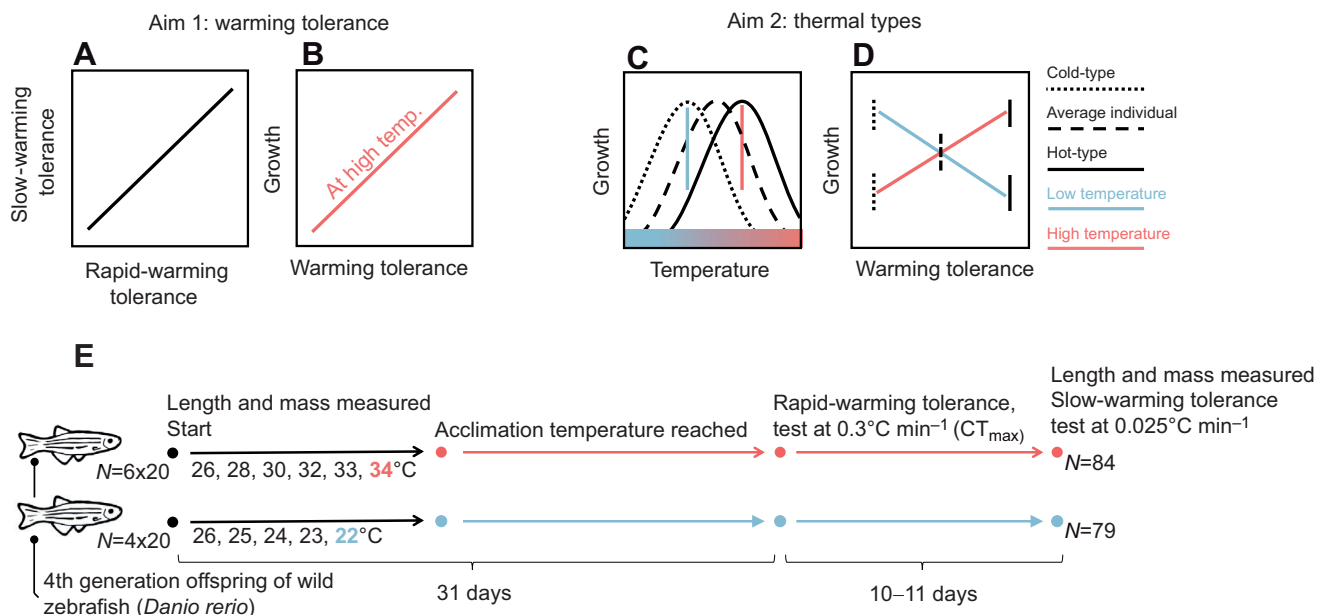 Aim 1: warming tolerance
A
Slow-warming
tolerance
Rapid-warming
tolerance
B
Growth
At high temp.
Warming tolerance
Aim 2: thermal types
C
Growth
Temperature
D
Growth
Warming tolerance
Cold-type
Average individual
Hot-type
Low temperature
High temperature
E
Length and mass measured
Start
Acclimation temperature reached
Rapid-warming tolerance,
test at 0.3°C min⁻¹ (CTmax)
Length and mass measured
Slow-warming tolerance
test at 0.025°C min⁻¹
N=6x20
26, 28, 30, 32, 33, 34°C
N=84
N=4x20
26, 25, 24, 23, 22°C
N=79
4th generation offspring of wild
zebrafish (Danio rerio)
31 days
10–11 days